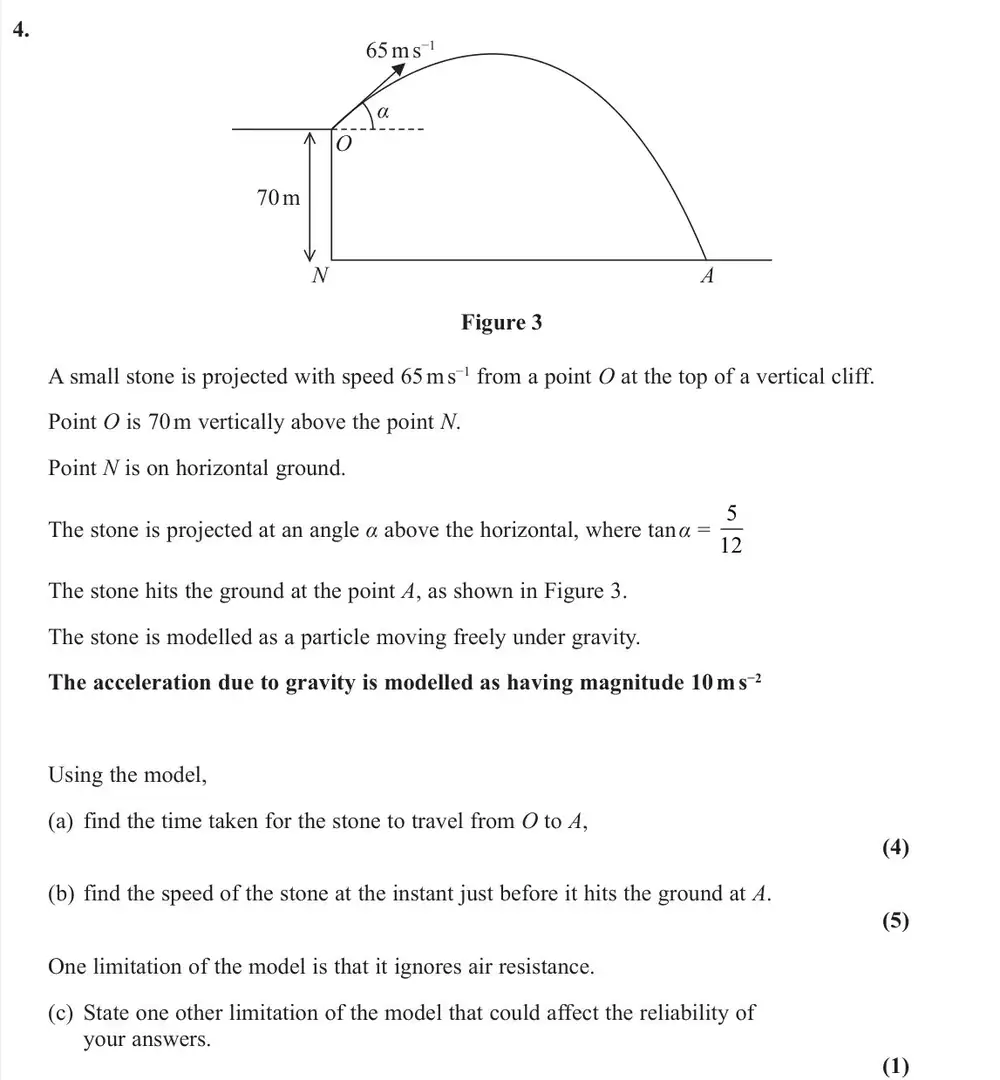 4.
65 m s⁻¹
α
O
70 m
N
A
Figure 3
A small stone is projected with speed 65 m s⁻¹ from a point O at the top of a vertical cliff.
Point O is 70 m vertically above the point N.
Point N is on horizontal ground.
The stone is projected at an angle α above the horizontal, where tan α = 5/12
The stone hits the ground at the point A, as shown in Figure 3.
The stone is modelled as a particle moving freely under gravity.
The acceleration due to gravity is modelled as having magnitude 10 m s⁻²
Using the model,
(a) find the time taken for the stone to travel from O to A,
(4)
(b) find the speed of the stone at the instant just before it hits the ground at A.
(5)
One limitation of the model is that it ignores air resistance.
(c) State one other limitation of the model that could affect the reliability of
your answers.
(1)